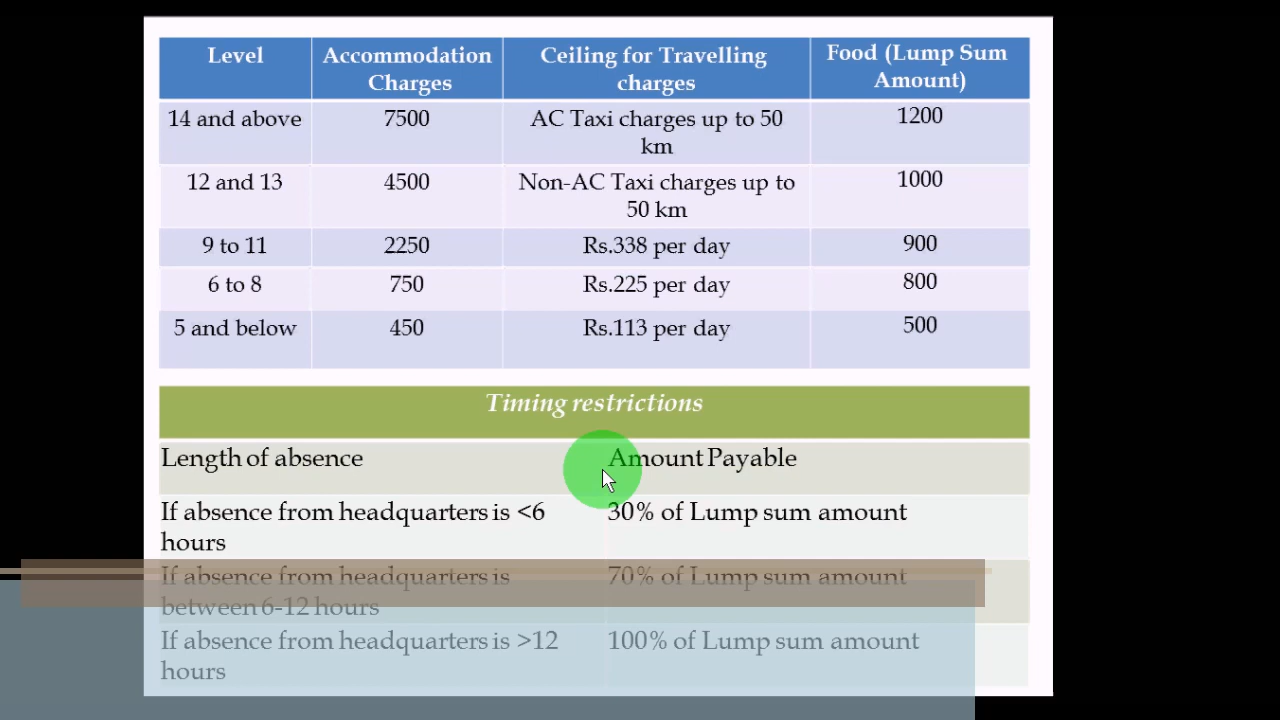 Level Accommodation Charges Ceiling for Travelling charges Food (Lump Sum Amount)
14 and above 7500 AC Taxi charges up to 50 km 1200
12 and 13 4500 Non-AC Taxi charges up to 50 km 1000
9 to 11 2250 Rs.338 per day 900
6 to 8 750 Rs.225 per day 800
5 and below 450 Rs.113 per day 500
Timing restrictions
Length of absence Amount Payable
If absence from headquarters is <6 hours 30% of Lump sum amount
If absence from headquarters is between 6-12 hours 70% of Lump sum amount
If absence from headquarters is >12 hours 100% of Lump sum amount